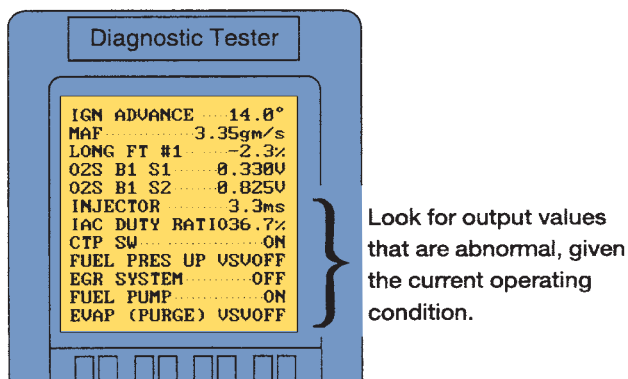 Diagnostic Tester
IGN ADVANCE 14.0°
MAF 3.35gm/s
LONG FT #1 -2.3%
O2S B1 S1 0.330V
O2S B1 S2 0.825V
INJECTOR 3.3ms
IAC DUTY RATIO36.7%
CTP SW ON
FUEL PRES UP VSVOFF
EGR SYSTEM OFF
FUEL PUMP ON
EVAP (PURGE) VSVOFF
Look for output values
that are abnormal, given
the current operating
condition.